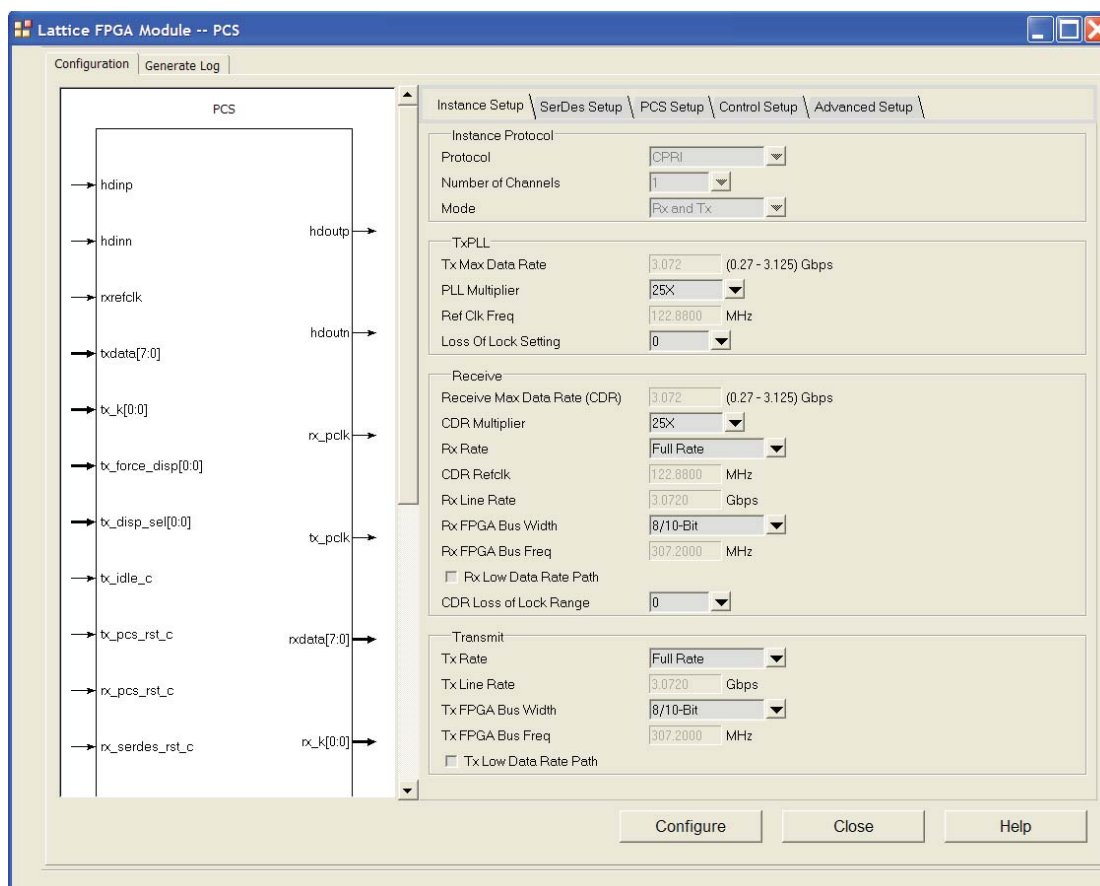 Lattice FPGA Module -- PCS
Configuration Generate Log
PCS
hdinp
hdinn
rxrefclk
txdata[7:0]
tx_k[0:0]
tx_force_disp[0:0]
tx_disp_sel[0:0]
tx_idle_c
tx_pcs_rst_c
rx_pcs_rst_c
rx_serdes_rst_c
hdoutp
hdoutn
rx_pclk
tx_pclk
rxdata[7:0]
rx_k[0:0]
Instance Setup SerDes Setup PCS Setup Control Setup Advanced Setup
Instance Protocol
Protocol CPRI
Number of Channels 1
Mode Rx and Tx
TxPLL
Tx Max Data Rate 3.072 (0.27 - 3.125) Gbps
PLL Multiplier 25X
Ref Clk Freq 122.8800 MHz
Loss Of Lock Setting 0
Receive
Receive Max Data Rate (CDR) 3.072 (0.27 - 3.125) Gbps
CDR Multiplier 25X
Rx Rate Full Rate
CDR Refclk 122.8800 MHz
Rx Line Rate 3.0720 Gbps
Rx FPGA Bus Width 8/10-Bit
Rx FPGA Bus Freq 307.2000 MHz
Rx Low Data Rate Path
CDR Loss of Lock Range 0
Transmit
Tx Rate Full Rate
Tx Line Rate 3.0720 Gbps
Tx FPGA Bus Width 8/10-Bit
Tx FPGA Bus Freq 307.2000 MHz
Tx Low Data Rate Path
Configure Close Help